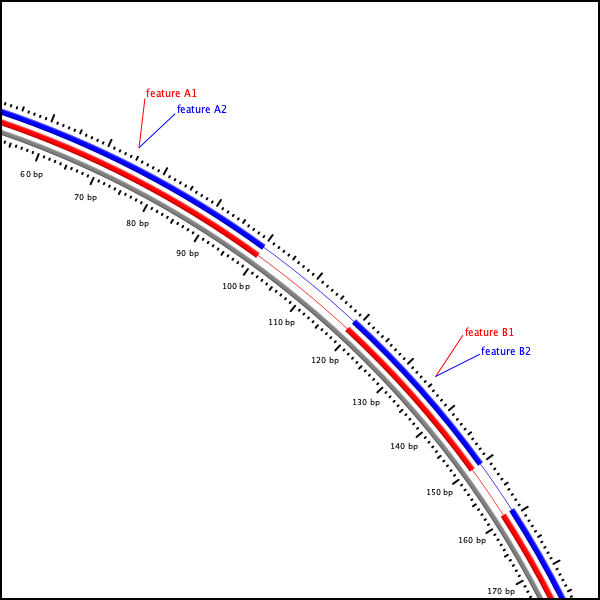 feature A1
feature A2
60 bp
70 bp
80 bp
90 bp
100 bp
110 bp
feature B1
120 bp
feature B2
130 bp
140 bp
150 bp
160 bp
170 bp